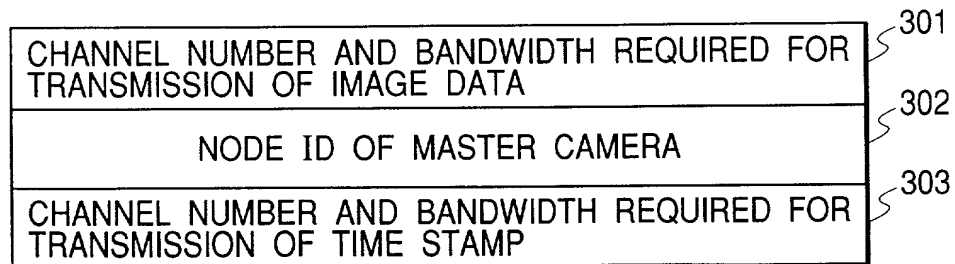 CHANNEL NUMBER AND BANDWIDTH REQUIRED FOR
TRANSMISSION OF IMAGE DATA
301
NODE ID OF MASTER CAMERA
302
CHANNEL NUMBER AND BANDWIDTH REQUIRED FOR
TRANSMISSION OF TIME STAMP
303